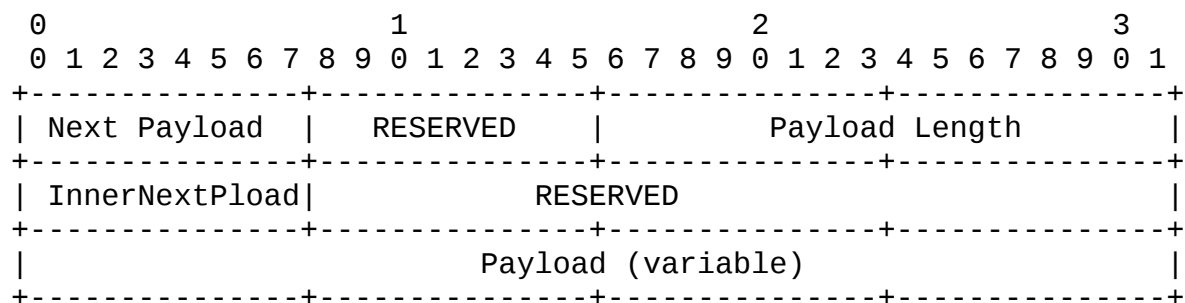 0                   1                   2                   3
 0 1 2 3 4 5 6 7 8 9 0 1 2 3 4 5 6 7 8 9 0 1 2 3 4 5 6 7 8 9 0 1
+---------------+---------------+---------------+---------------+
| Next Payload  |   RESERVED    |         Payload Length        |
+---------------+---------------+---------------+---------------+
| InnerNextPload|            RESERVED                           |
+---------------+---------------+---------------+---------------+
|                         Payload (variable)                    |
+---------------+---------------+---------------+---------------+